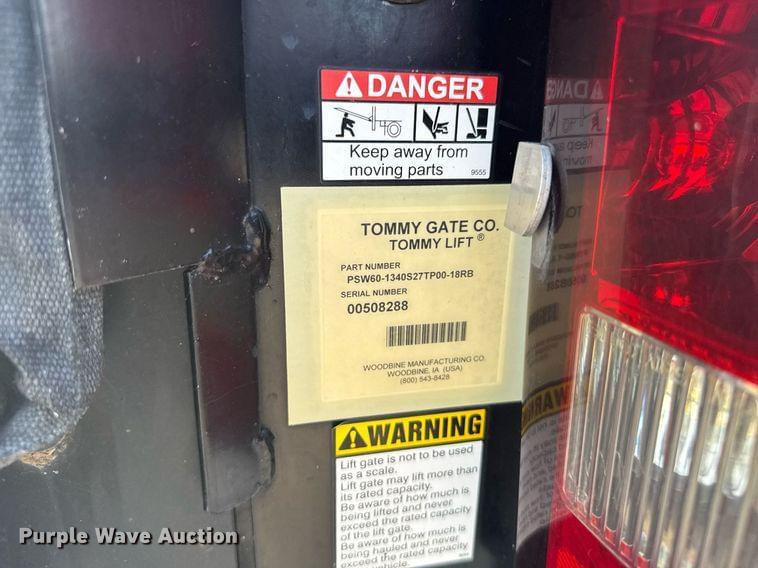 DANGER
Keep away from
moving parts
9555
TOMMY GATE CO.
TOMMY LIFT ®
PART NUMBER
PSW60-1340S27TP00-18RB
SERIAL NUMBER
00508288
WOODBINE MANUFACTURING CO.
WOODBINE, IA (USA)
(800) 543-8428
WARNING
Lift gate is not to be used
as a scale.
Lift gate may lift more than
its rated capacity.
Be aware of how much is
being lifted and never
exceed the rated capacity
of the lift gate.
Be aware of how much is
being hauled and never
exceed the rated capacity
Purple Wave Auction